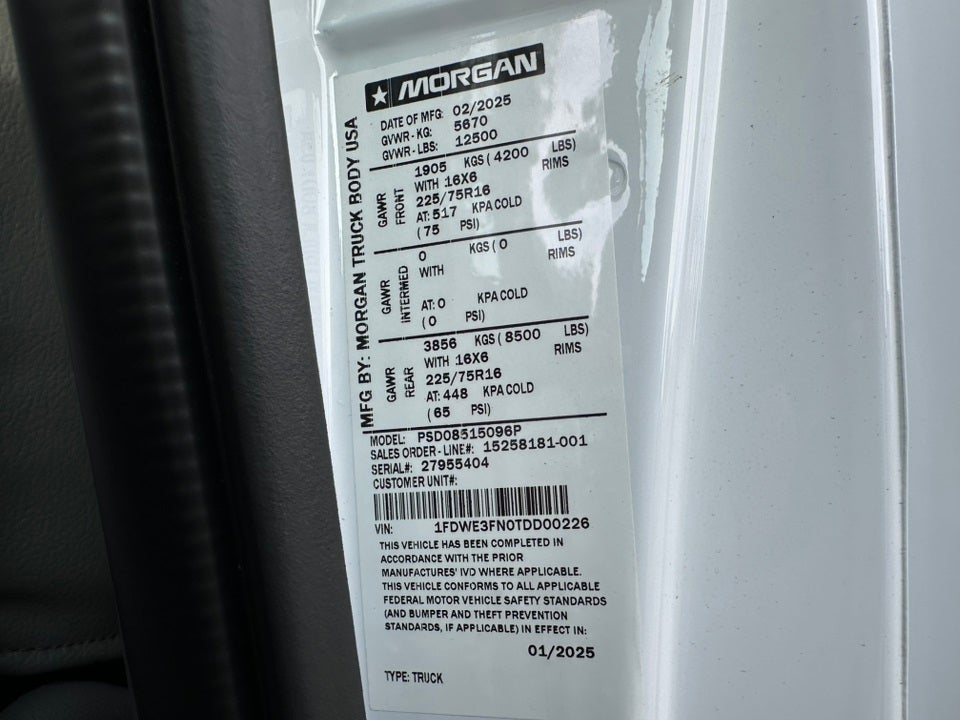 MORGAN
MFG BY: MORGAN TRUCK BODY USA
DATE OF MFG: 02/2025
GVWR - KG: 5670
GVWR - LBS: 12500
GAWR FRONT
1905 KGS ( 4200 LBS)
WITH 16X6 RIMS
225/75R16
AT: 517 KPA COLD
( 75 PSI)
GAWR INTERMED
0 KGS ( 0 LBS)
WITH RIMS
AT: 0 KPA COLD
( 0 PSI)
GAWR REAR
3856 KGS ( 8500 LBS)
WITH 16X6 RIMS
225/75R16
AT: 448 KPA COLD
( 65 PSI)
MODEL: PSD08515096P
SALES ORDER - LINE#: 15258181-001
SERIAL#: 27955404
CUSTOMER UNIT#:
VIN: 1FDWE3FN0TDD00226
THIS VEHICLE HAS BEEN COMPLETED IN
ACCORDANCE WITH THE PRIOR
MANUFACTURES' IVD WHERE APPLICABLE.
THIS VEHICLE CONFORMS TO ALL APPLICABLE
FEDERAL MOTOR VEHICLE SAFETY STANDARDS
(AND BUMPER AND THEFT PREVENTION
STANDARDS, IF APPLICABLE) IN EFFECT IN:
01/2025
TYPE: TRUCK